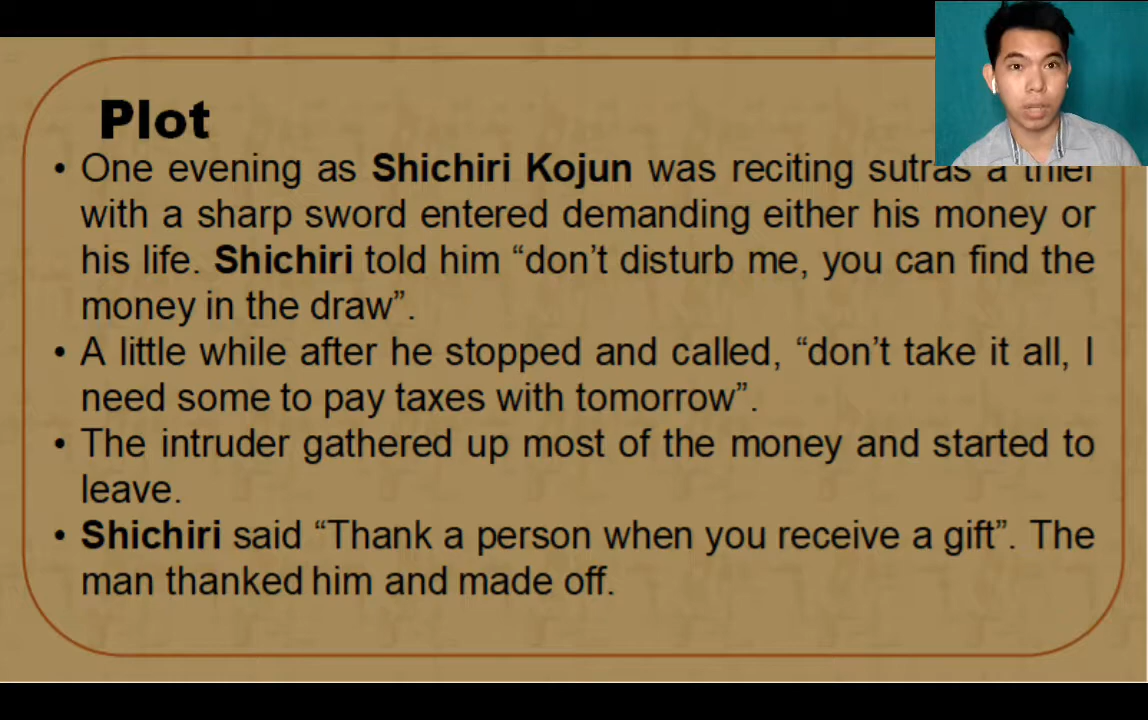 Plot
• One evening as Shichiri Kojun was reciting sutras a thief
with a sharp sword entered demanding either his money or
his life. Shichiri told him “don’t disturb me, you can find the
money in the draw”.
• A little while after he stopped and called, “don’t take it all, I
need some to pay taxes with tomorrow”.
• The intruder gathered up most of the money and started to
leave.
• Shichiri said “Thank a person when you receive a gift”. The
man thanked him and made off.